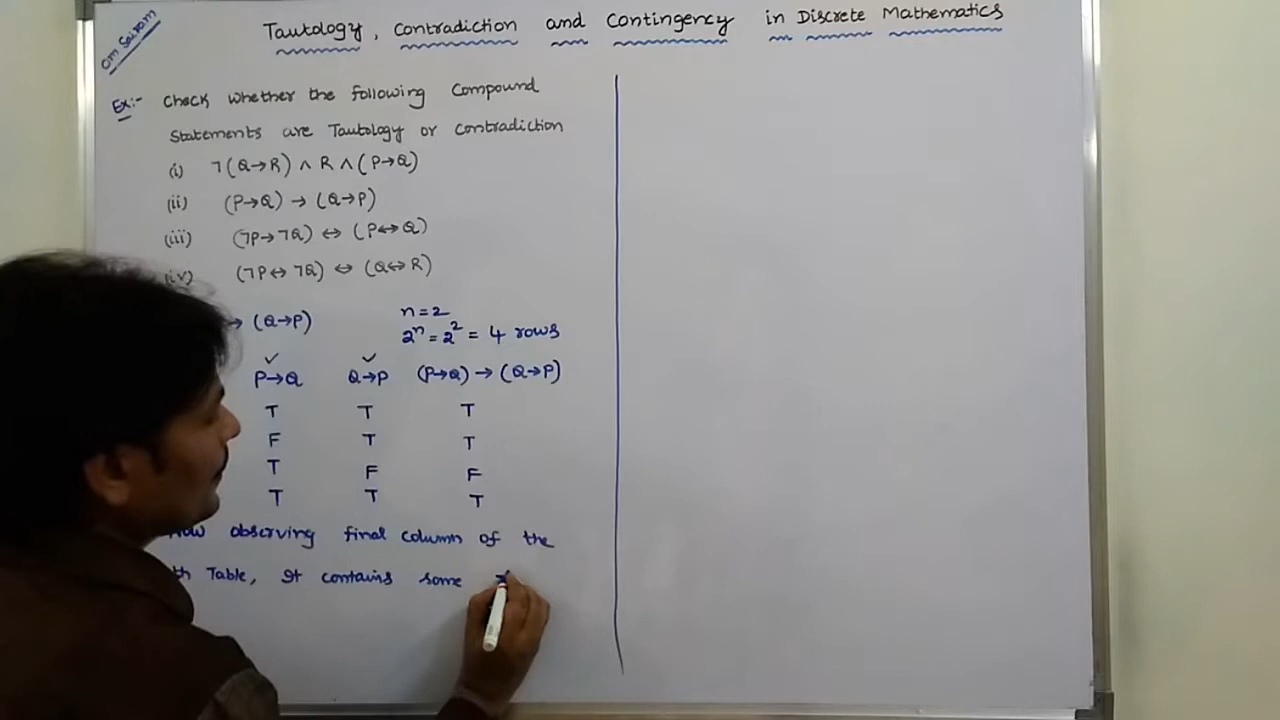 Om Sairam
Tautology, Contradiction and Contingency in Discrete Mathematics
Ex:- Check whether the following Compound
Statements are Tautology or Contradiction
(i) ¬(Q→R) ∧ R ∧ (P→Q)
(ii) (P→Q) → (Q→P)
(iii) (¬P→¬Q) ↔ (P↔Q)
(iv) (¬P↔¬Q) ↔ (Q↔R)
→ (Q→P) n=2
2ⁿ = 2² = 4 rows
✓ ✓
P→Q Q→P (P→Q) → (Q→P)
T T T
F T T
T F F
T T T
observing final column of the
Table, It contains some